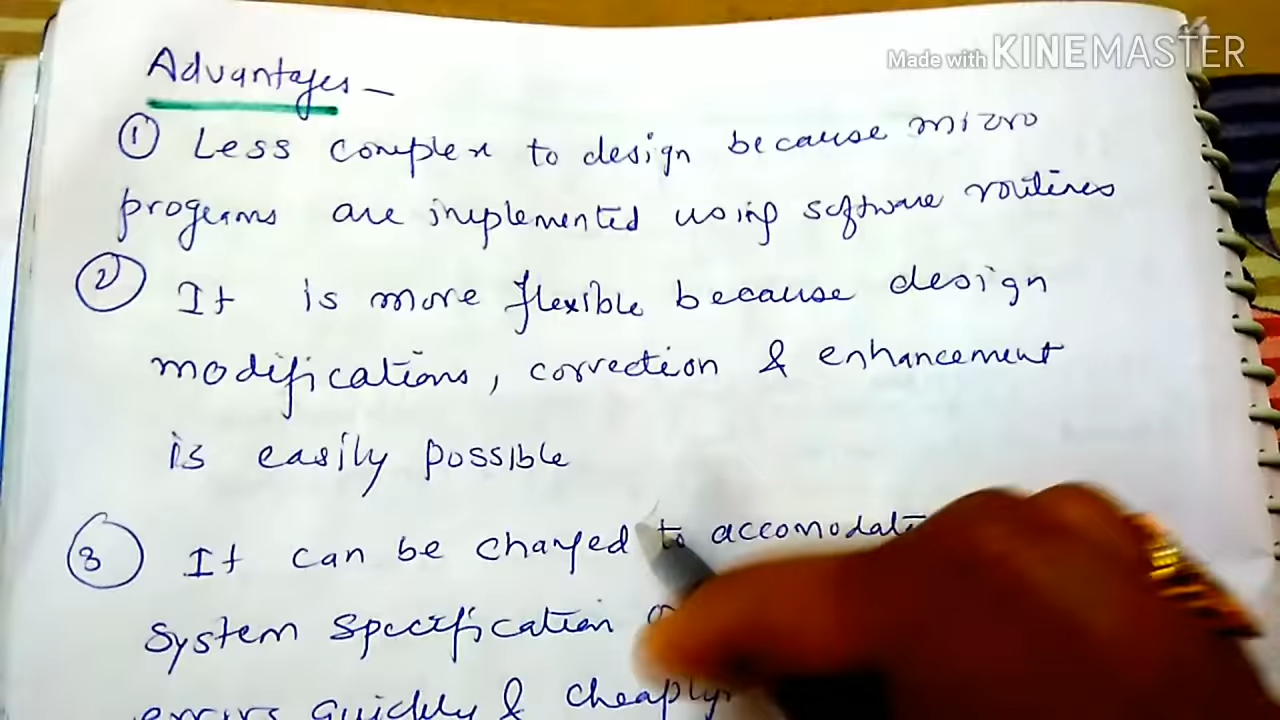 Made with KINEMASTER
Advantages -
① Less complex to design because micro
programs are implemented using software routines
② It is more flexible because design
modifications, correction & enhancement
is easily possible
③ It can be changed to
System specification
errors quickly & cheaply